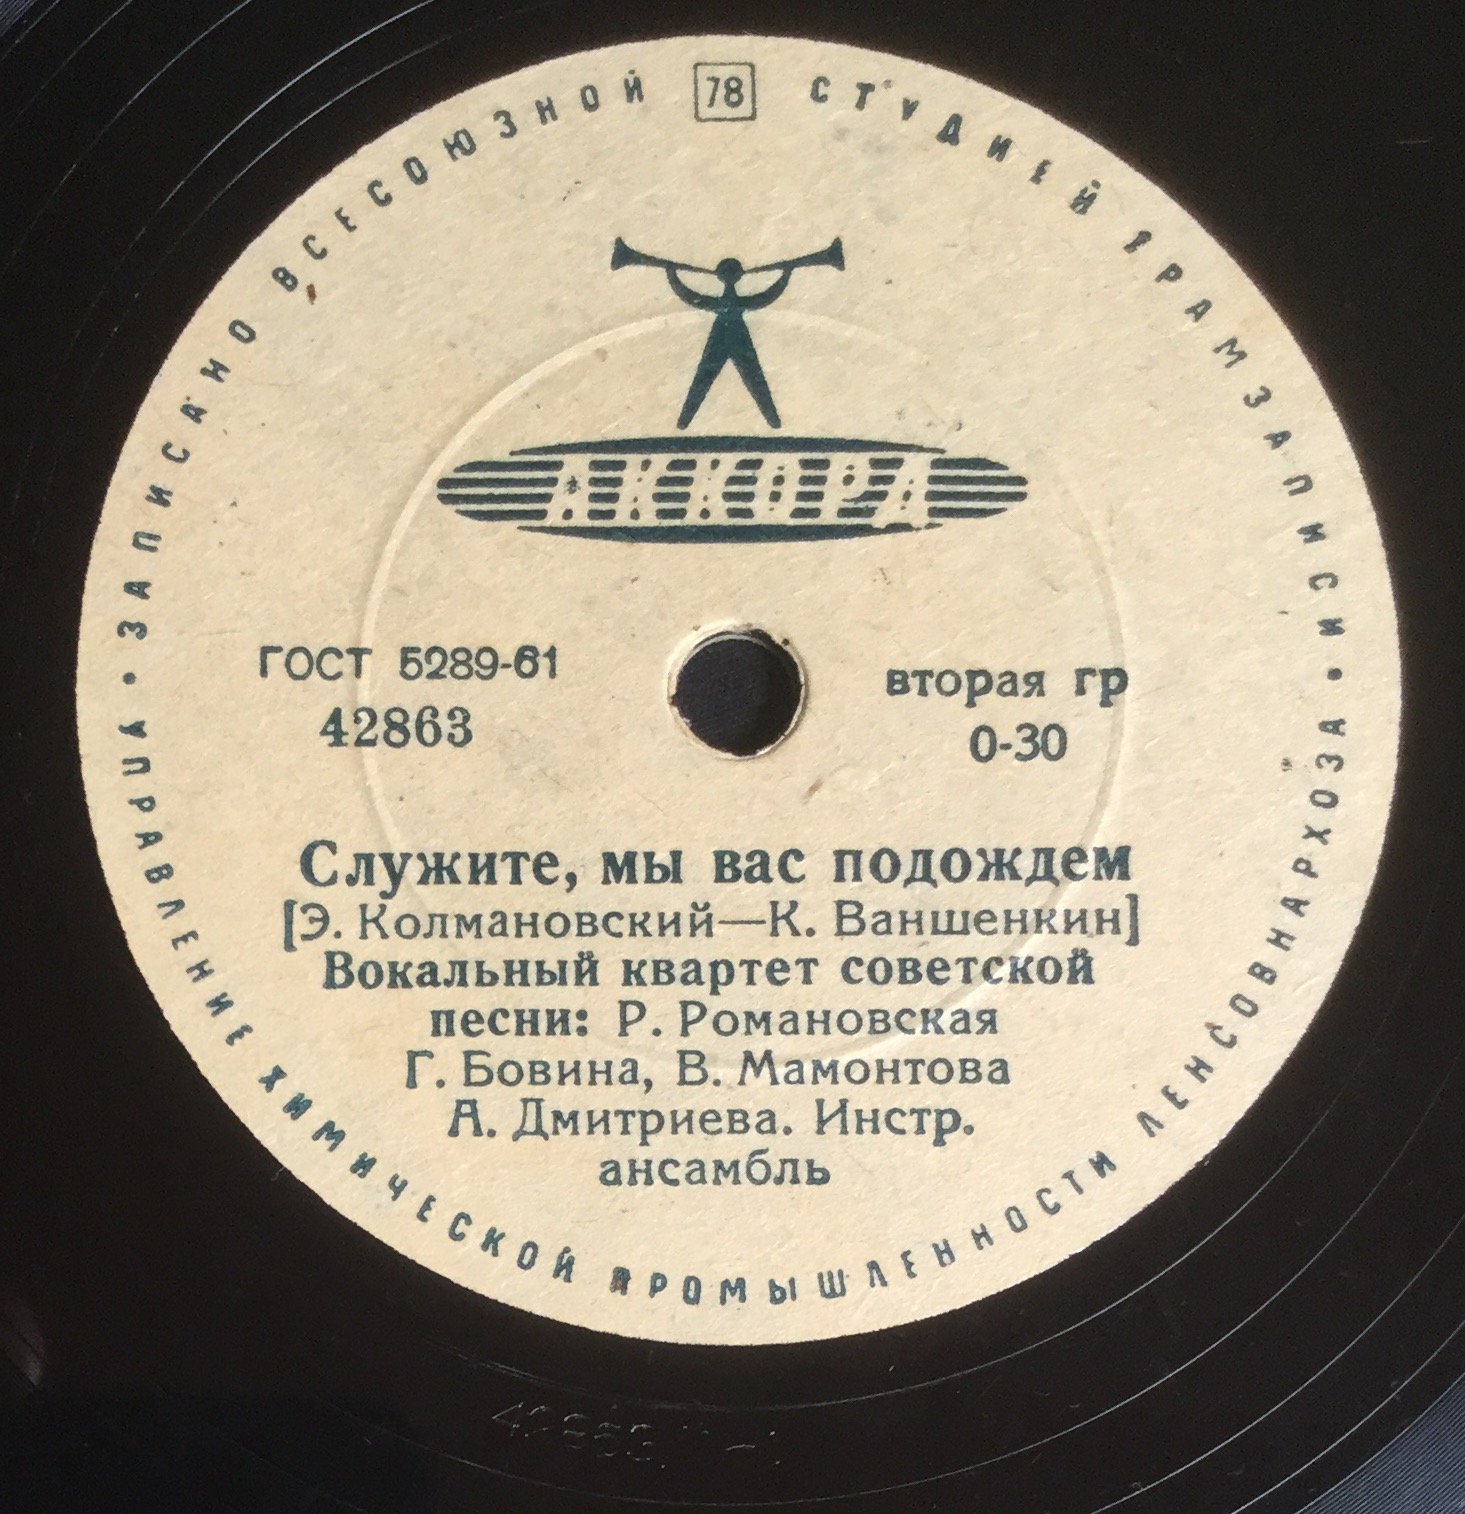 ЗАПИСАНО ВСЕСОЮЗНОЙ 78 СТУДИЕЙ ГРАМЗАПИСИ
АККОРД
ГОСТ 5289-61
42863
вторая гр
0-30
Служите, мы вас подождем
[Э. Колмановский—К. Ваншенкин]
Вокальный квартет советской
песни: Р. Романовская
Г. Бовина, В. Мамонтова
А. Дмитриева. Инстр.
ансамбль
УПРАВЛЕНИЕ ХИМИЧЕСКОЙ ПРОМЫШЛЕННОСТИ ЛЕНСОВНАРХОЗА